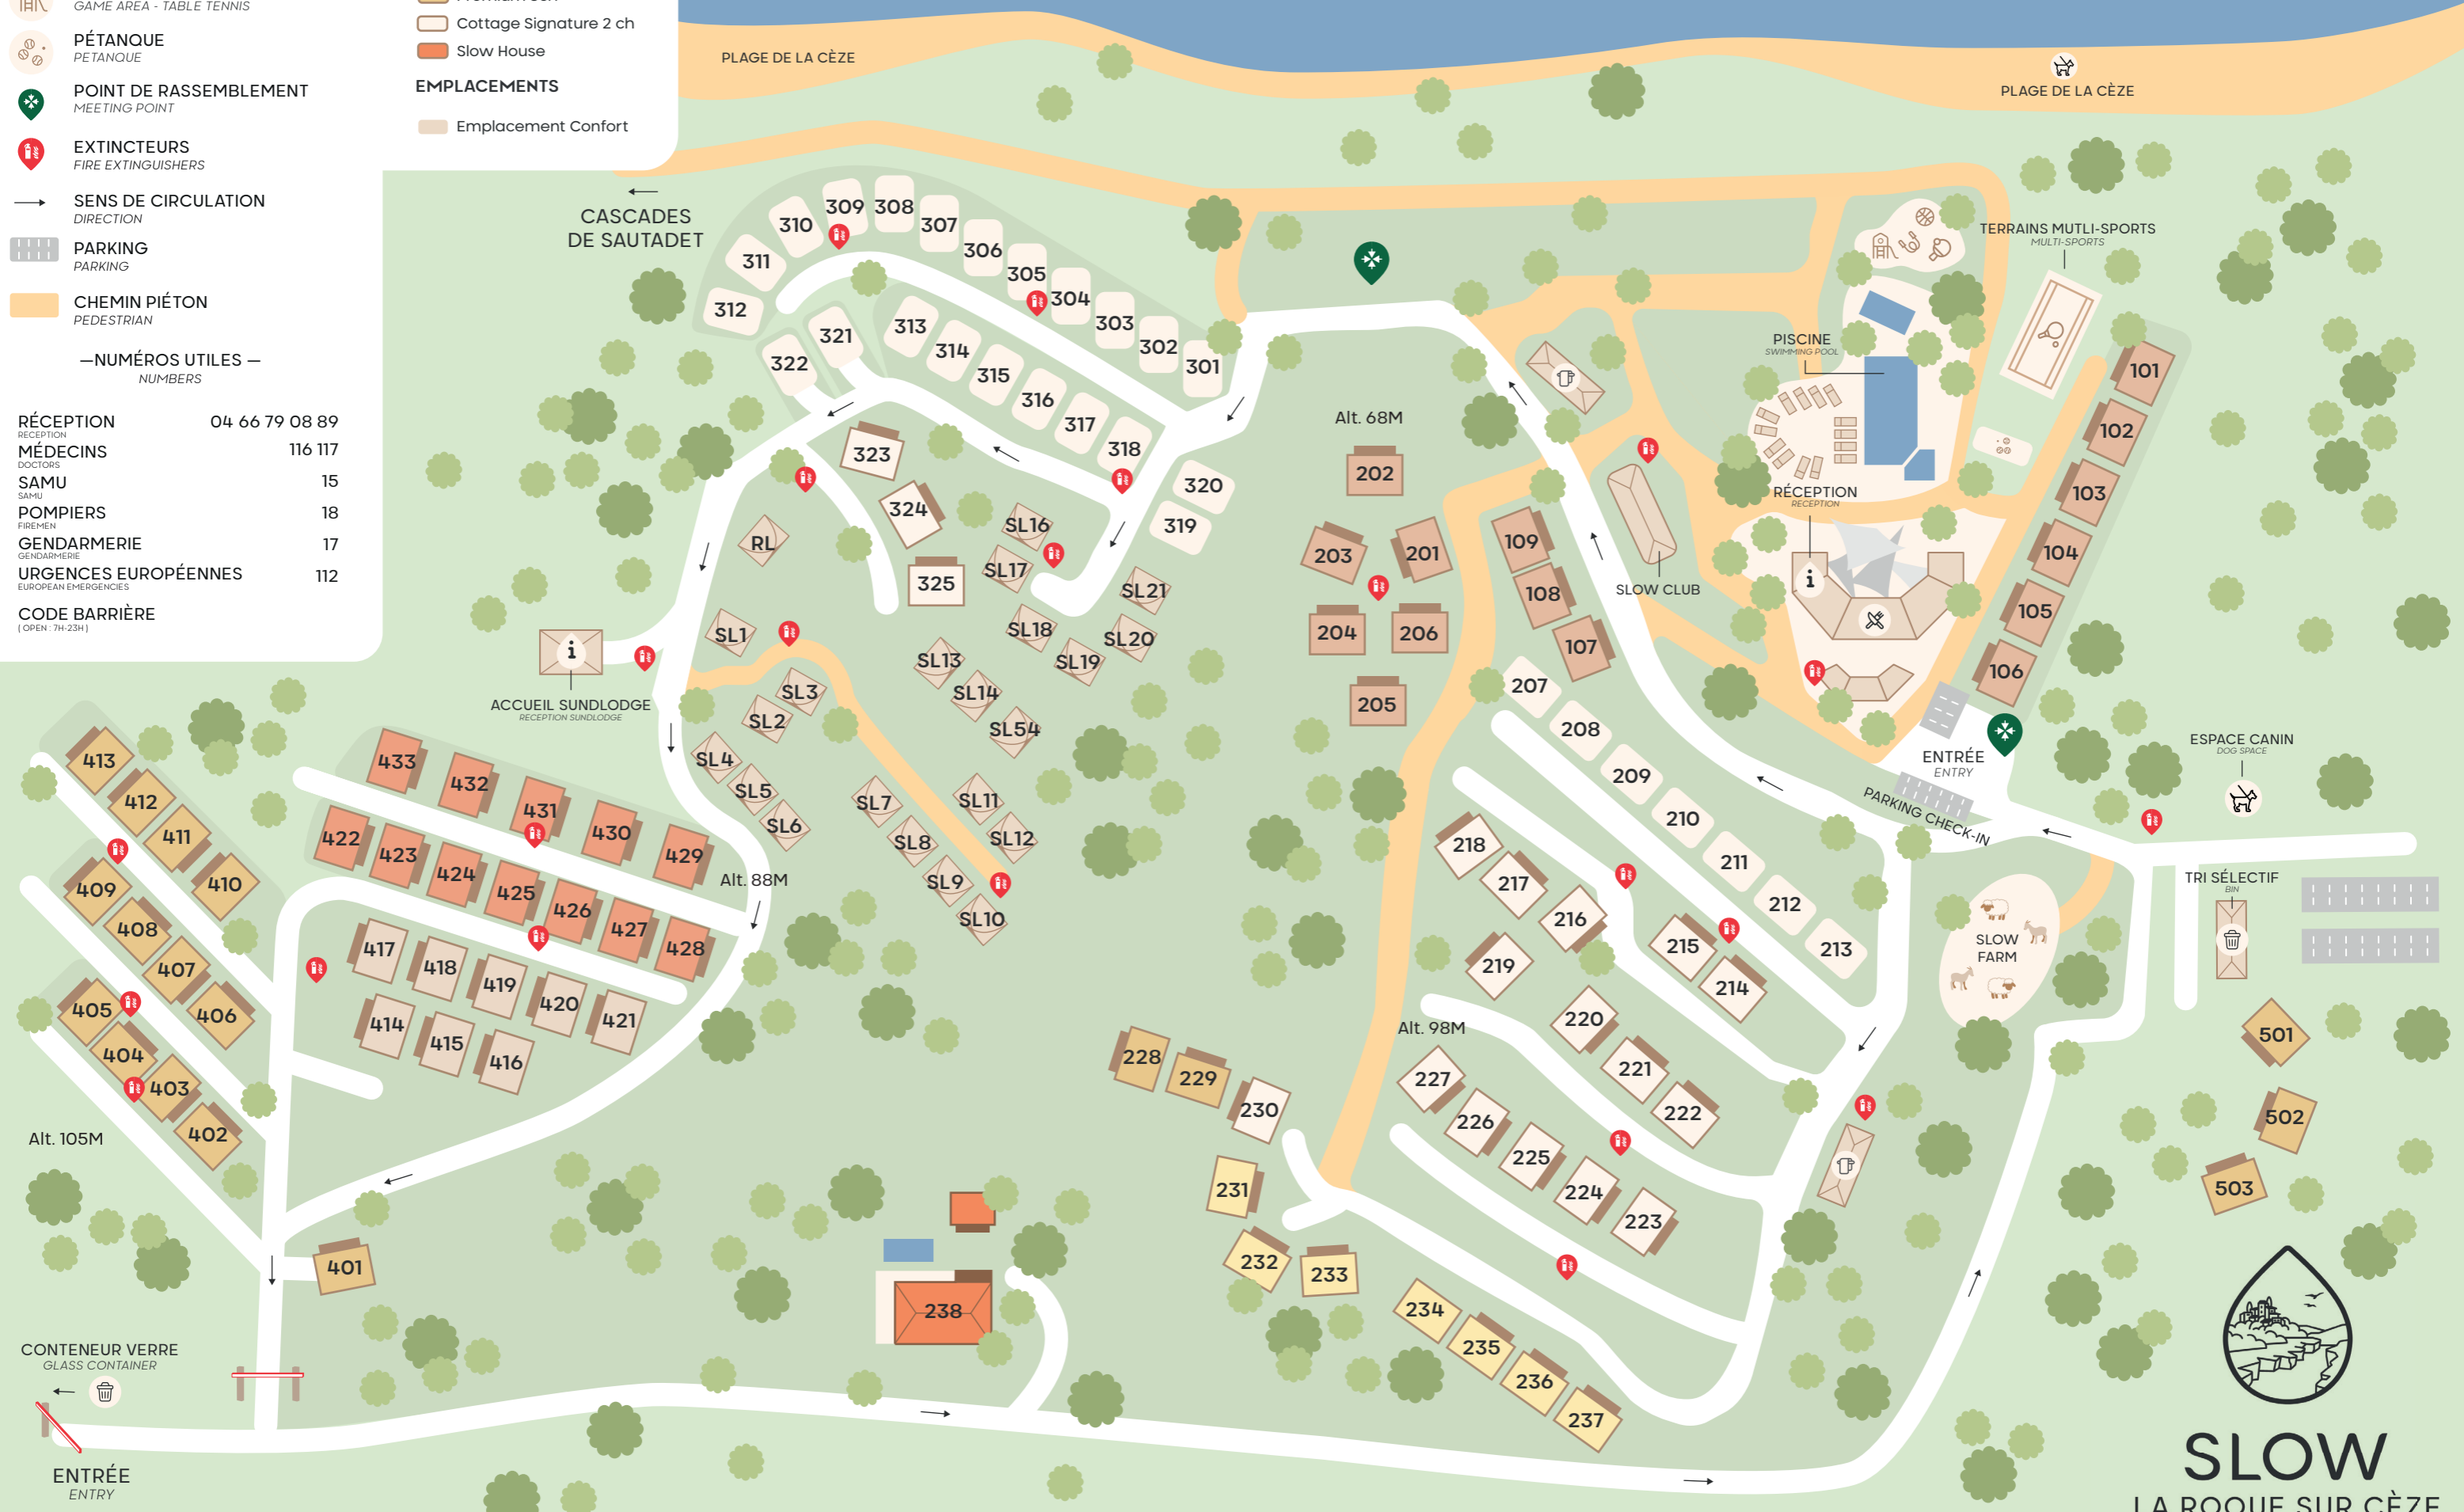 GAME AREA - TABLE TENNIS
PÉTANQUE
PETANQUE
POINT DE RASSEMBLEMENT
MEETING POINT
EXTINCTEURS
FIRE EXTINGUISHERS
SENS DE CIRCULATION
DIRECTION
PARKING
PARKING
CHEMIN PIÉTON
PEDESTRIAN
—NUMÉROS UTILES —
NUMBERS
RÉCEPTION 04 66 79 08 89
RECEPTION
MÉDECINS 116 117
DOCTORS
SAMU 15
SAMU
POMPIERS 18
FIREMEN
GENDARMERIE 17
GENDARMERIE
URGENCES EUROPÉENNES 112
EUROPEAN EMERGENCIES
CODE BARRIÈRE
( OPEN : 7H-23H )
Cottage Signature 2 ch
Slow House
EMPLACEMENTS
Emplacement Confort
PLAGE DE LA CÈZE
PLAGE DE LA CÈZE
CASCADES
DE SAUTADET
TERRAINS MUTLI-SPORTS
MULTI-SPORTS
PISCINE
SWIMMING POOL
RÉCEPTION
RECEPTION
SLOW CLUB
Alt. 68M
ACCUEIL SUNDLODGE
RECEPTION SUNDLODGE
ENTRÉE
ENTRY
PARKING CHECK-IN
ESPACE CANIN
DOG SPACE
TRI SÉLECTIF
BIN
SLOW
FARM
Alt. 88M
Alt. 98M
Alt. 105M
CONTENEUR VERRE
GLASS CONTAINER
ENTRÉE
ENTRY
101
102
103
104
105
106
107
108
109
201
202
203
204
205
206
207
208
209
210
211
212
213
214
215
216
217
218
219
220
221
222
223
224
225
226
227
228
229
230
231
232
233
234
235
236
237
238
301
302
303
304
305
306
307
308
309
310
311
312
313
314
315
316
317
318
319
320
321
322
323
324
325
RL
SL1
SL2
SL3
SL4
SL5
SL6
SL7
SL8
SL9
SL10
SL11
SL12
SL13
SL14
SL54
SL16
SL17
SL18
SL19
SL20
SL21
401
402
403
404
405
406
407
408
409
410
411
412
413
414
415
416
417
418
419
420
421
422
423
424
425
426
427
428
429
430
431
432
433
501
502
503
SLOW
LA ROQUE SUR CÈZE